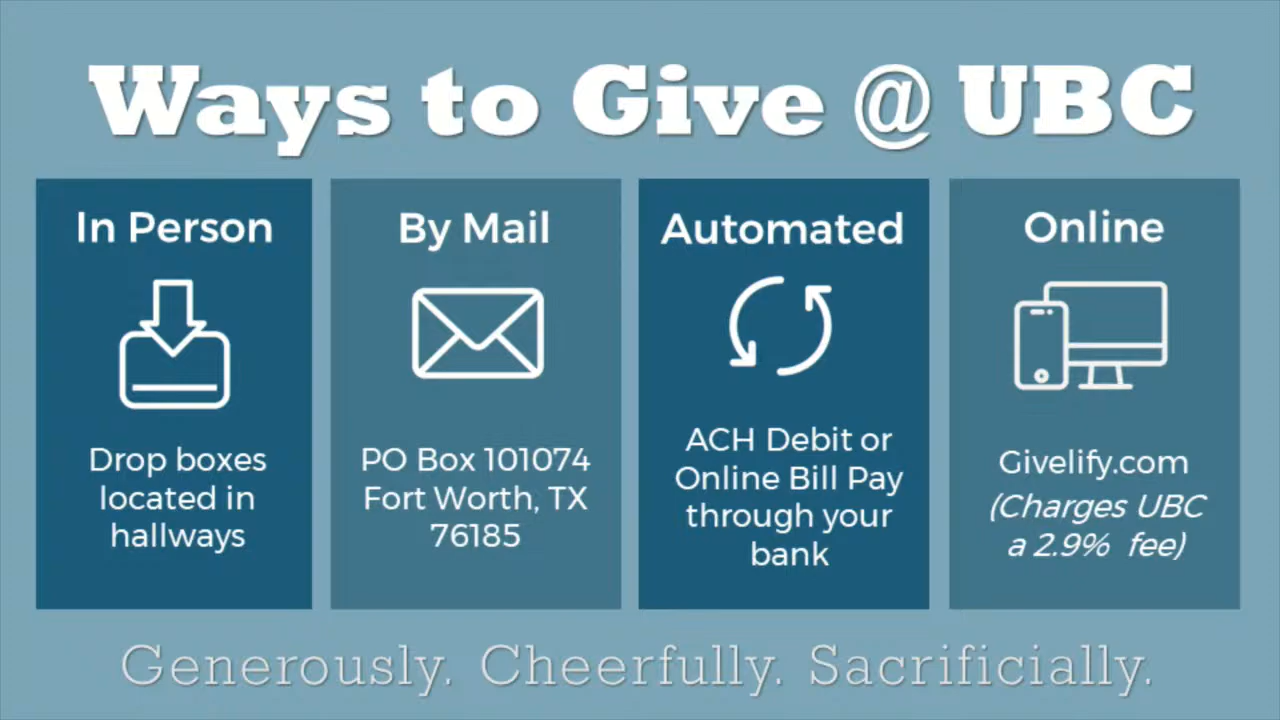 Ways to Give @ UBC
In Person
Drop boxes
located in
hallways
By Mail
PO Box 101074
Fort Worth, TX
76185
Automated
ACH Debit or
Online Bill Pay
through your
bank
Online
Givelify.com
(Charges UBC
a 2.9% fee)
Generously. Cheerfully. Sacrificially.